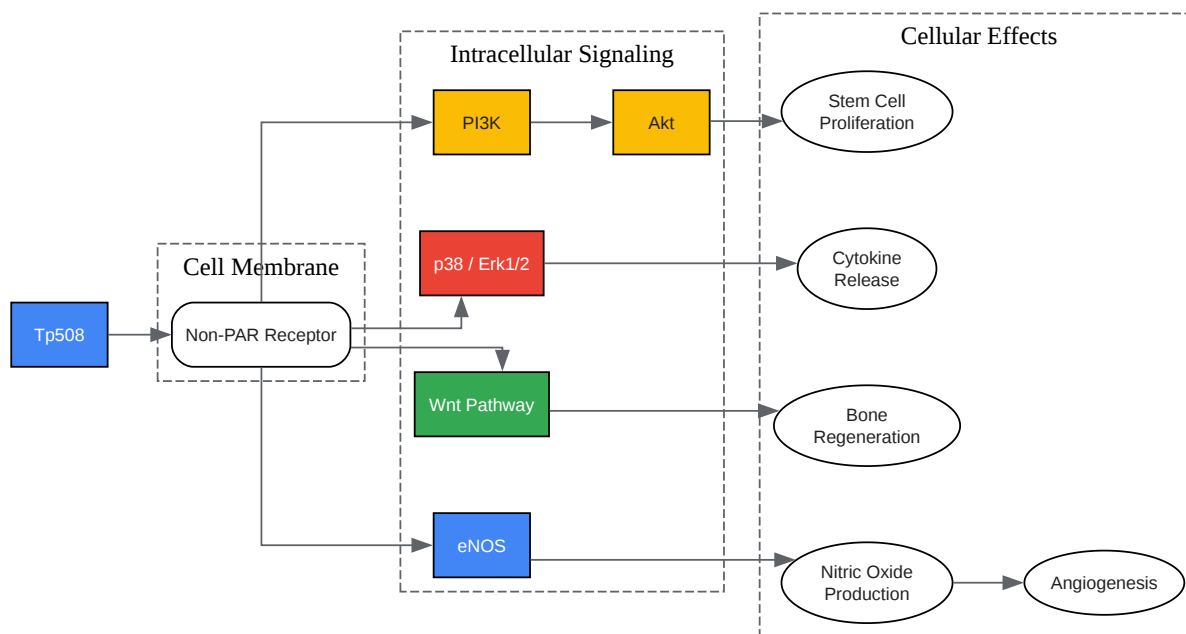 Cellular Effects
Intracellular Signaling
PI3K
Akt
Stem Cell
Proliferation
Cell Membrane
p38 / Erk1/2
Cytokine
Release
Tp508
Non-PAR Receptor
Wnt Pathway
Bone
Regeneration
eNOS
Nitric Oxide
Production
Angiogenesis